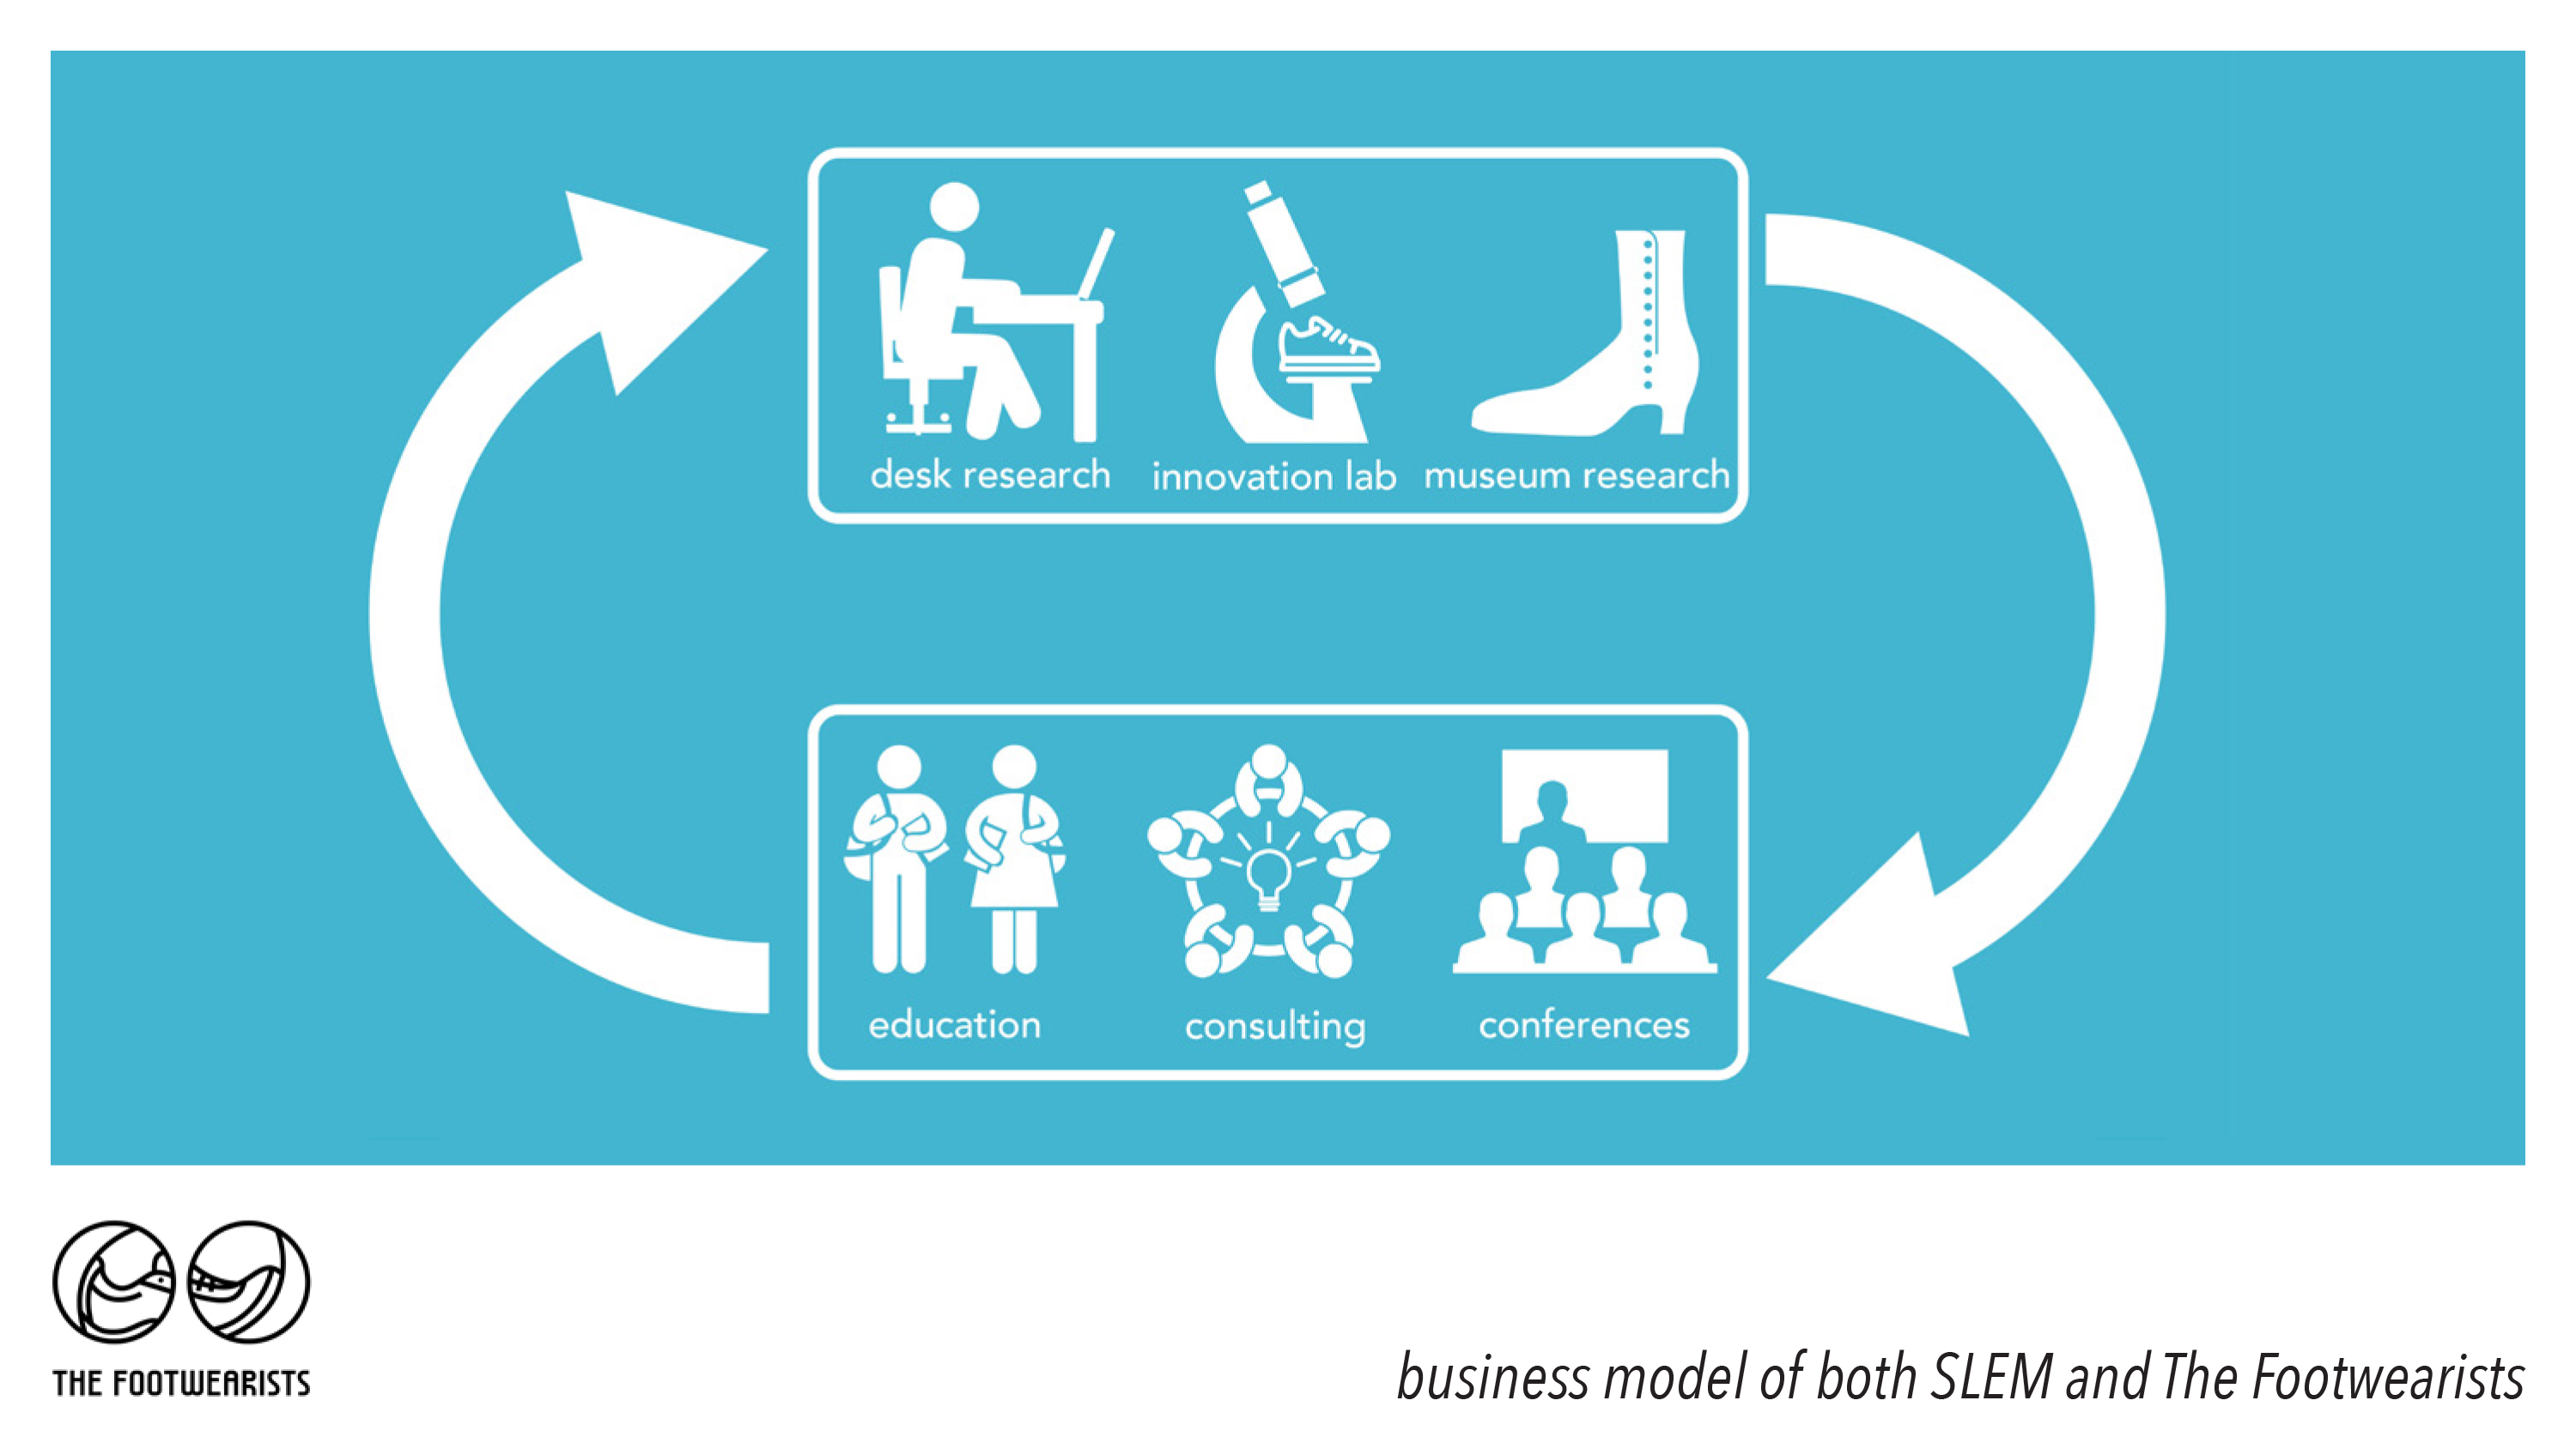 desk research
innovation lab
museum research
education
consulting
conferences
THE FOOTWEARISTS
business model of both SLEM and The Footwearists